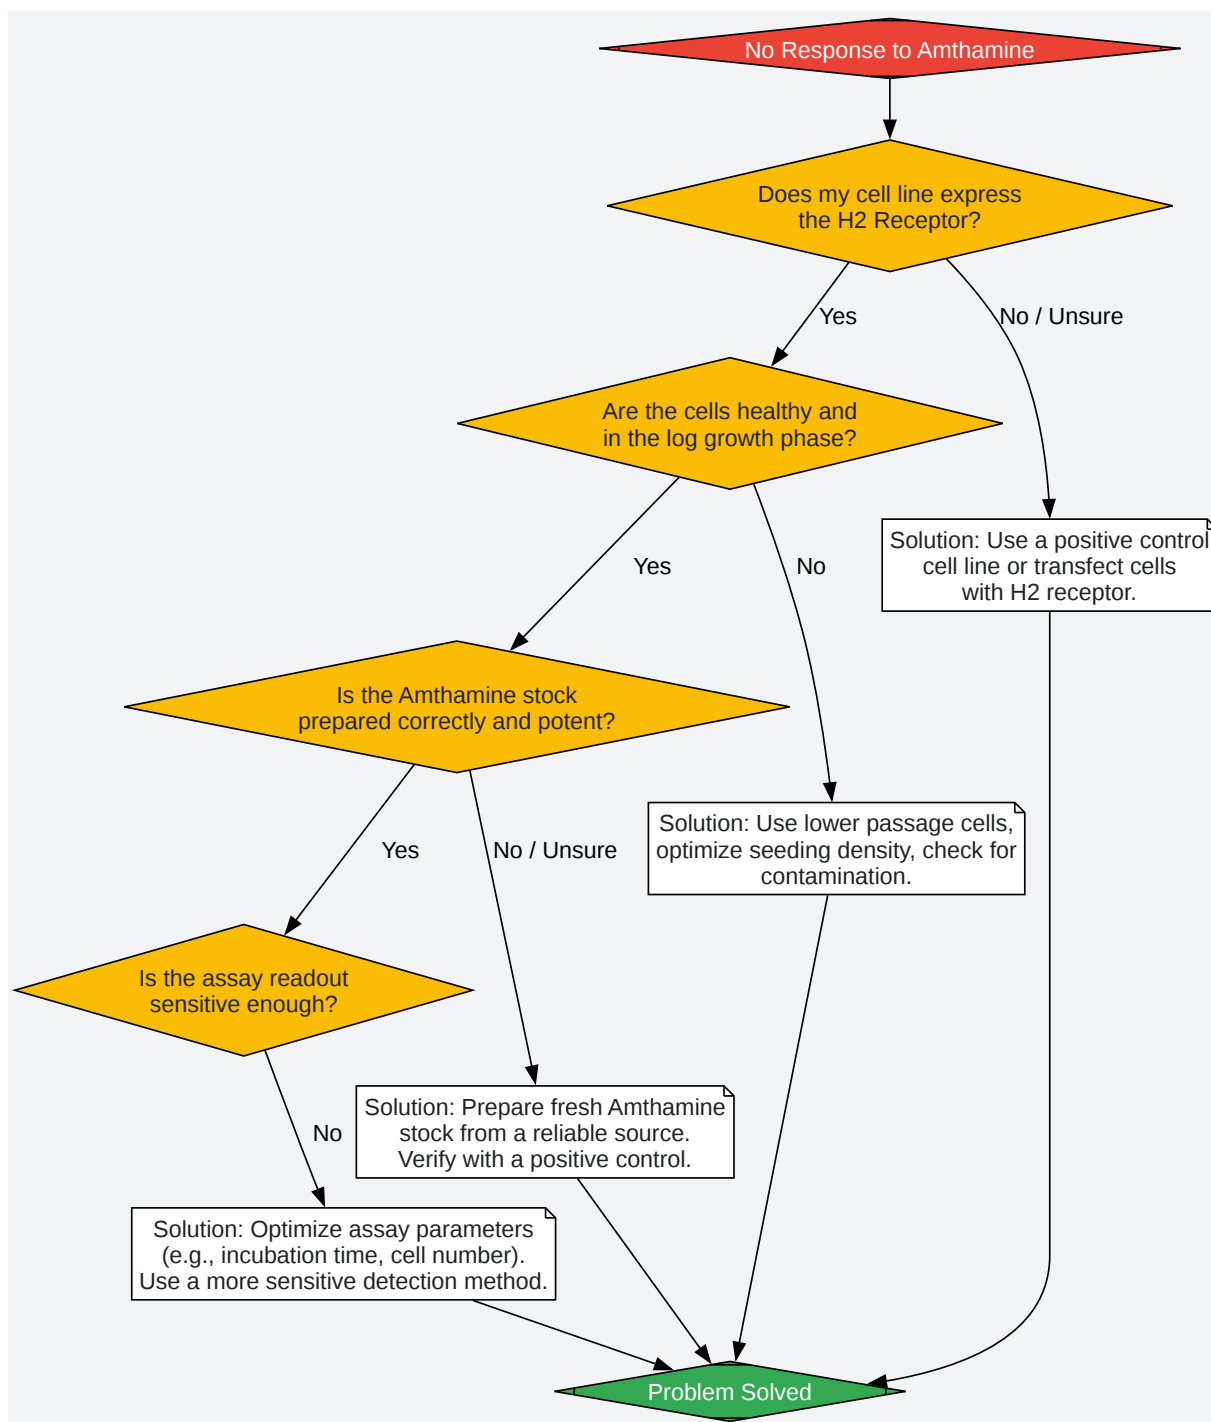 No Response to Amthamine
Does my cell line express
the H2 Receptor?
Yes
No / Unsure
Are the cells healthy and
in the log growth phase?
Yes
No
Solution: Use a positive control
cell line or transfect cells
with H2 receptor.
Is the Amthamine stock
prepared correctly and potent?
Yes
No / Unsure
Solution: Use lower passage cells,
optimize seeding density, check for
contamination.
Is the assay readout
sensitive enough?
No
Solution: Prepare fresh Amthamine
stock from a reliable source.
Verify with a positive control.
Solution: Optimize assay parameters
(e.g., incubation time, cell number).
Use a more sensitive detection method.
Problem Solved